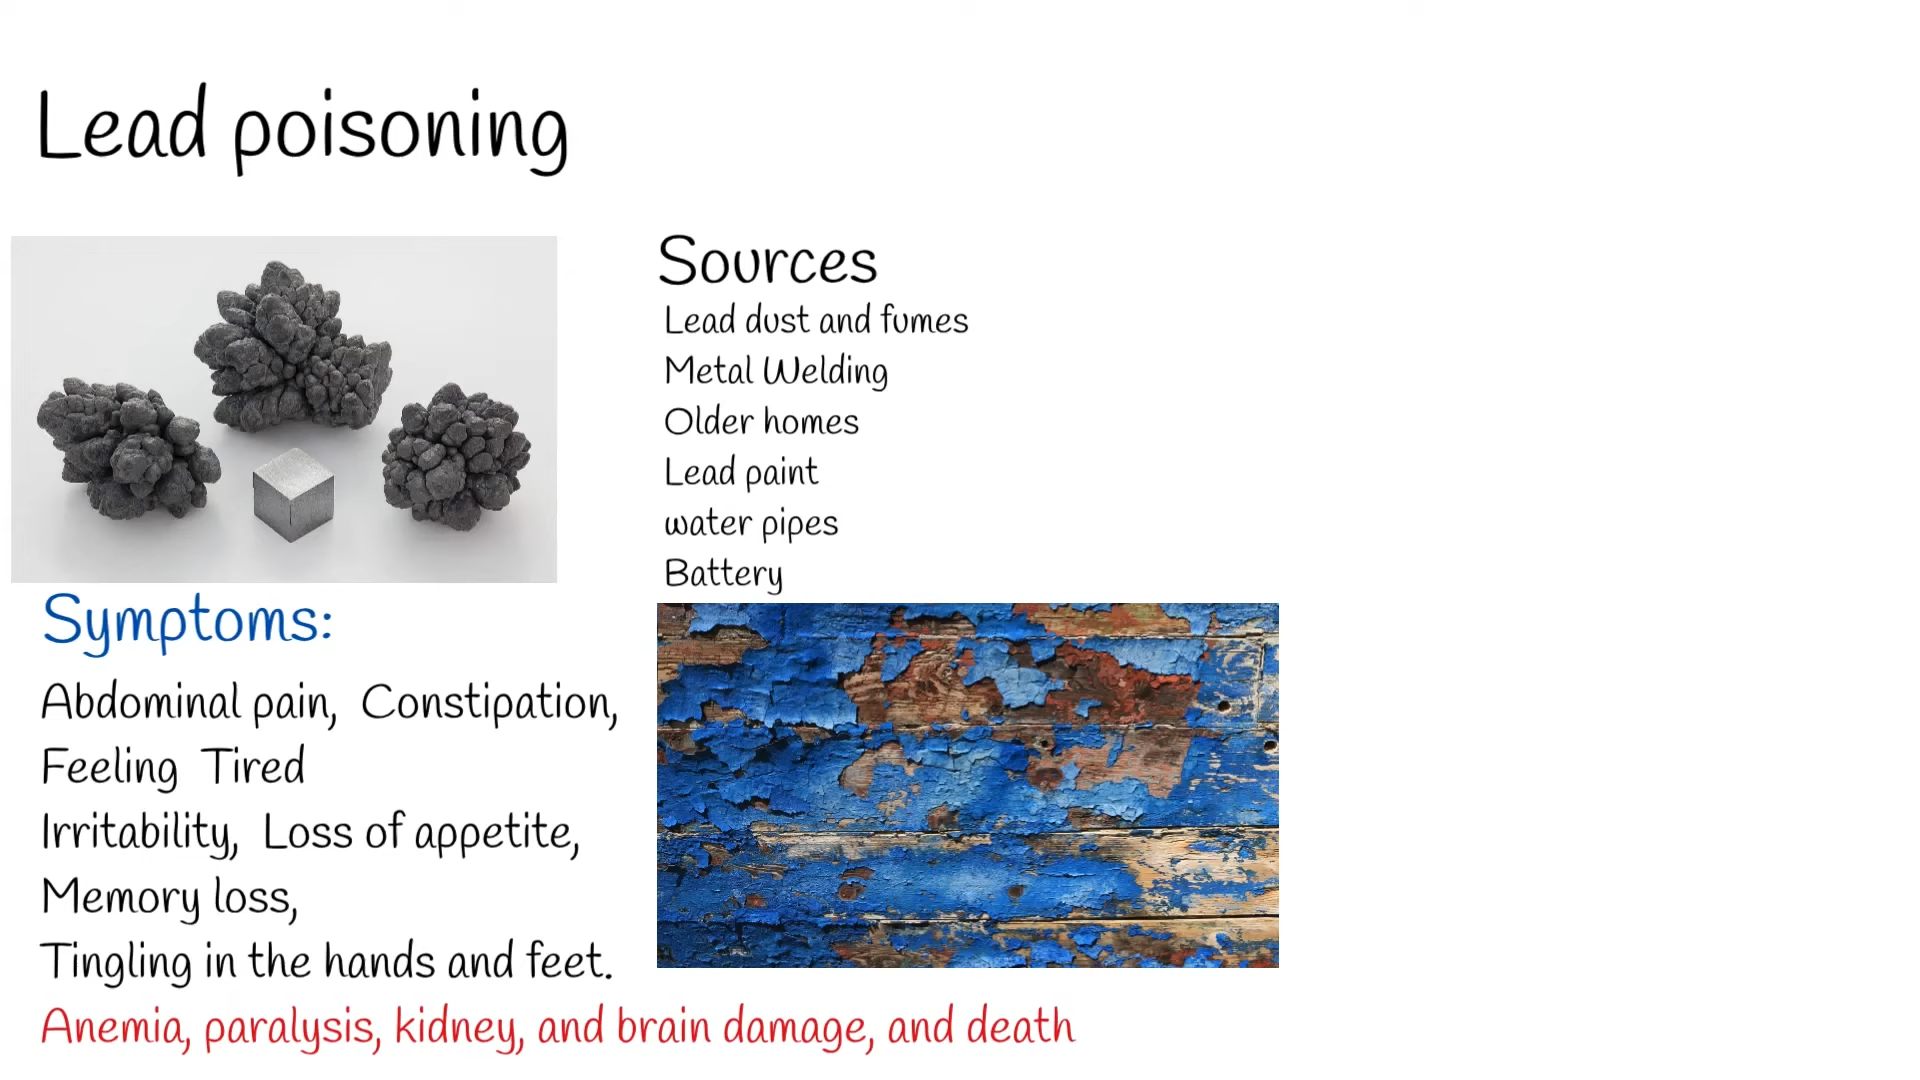 Lead poisoning
Sources
Lead dust and fumes
Metal Welding
Older homes
Lead paint
water pipes
Battery
Symptoms:
Abdominal pain, Constipation,
Feeling Tired
Irritability, Loss of appetite,
Memory loss,
Tingling in the hands and feet.
Anemia, paralysis, kidney, and brain damage, and death